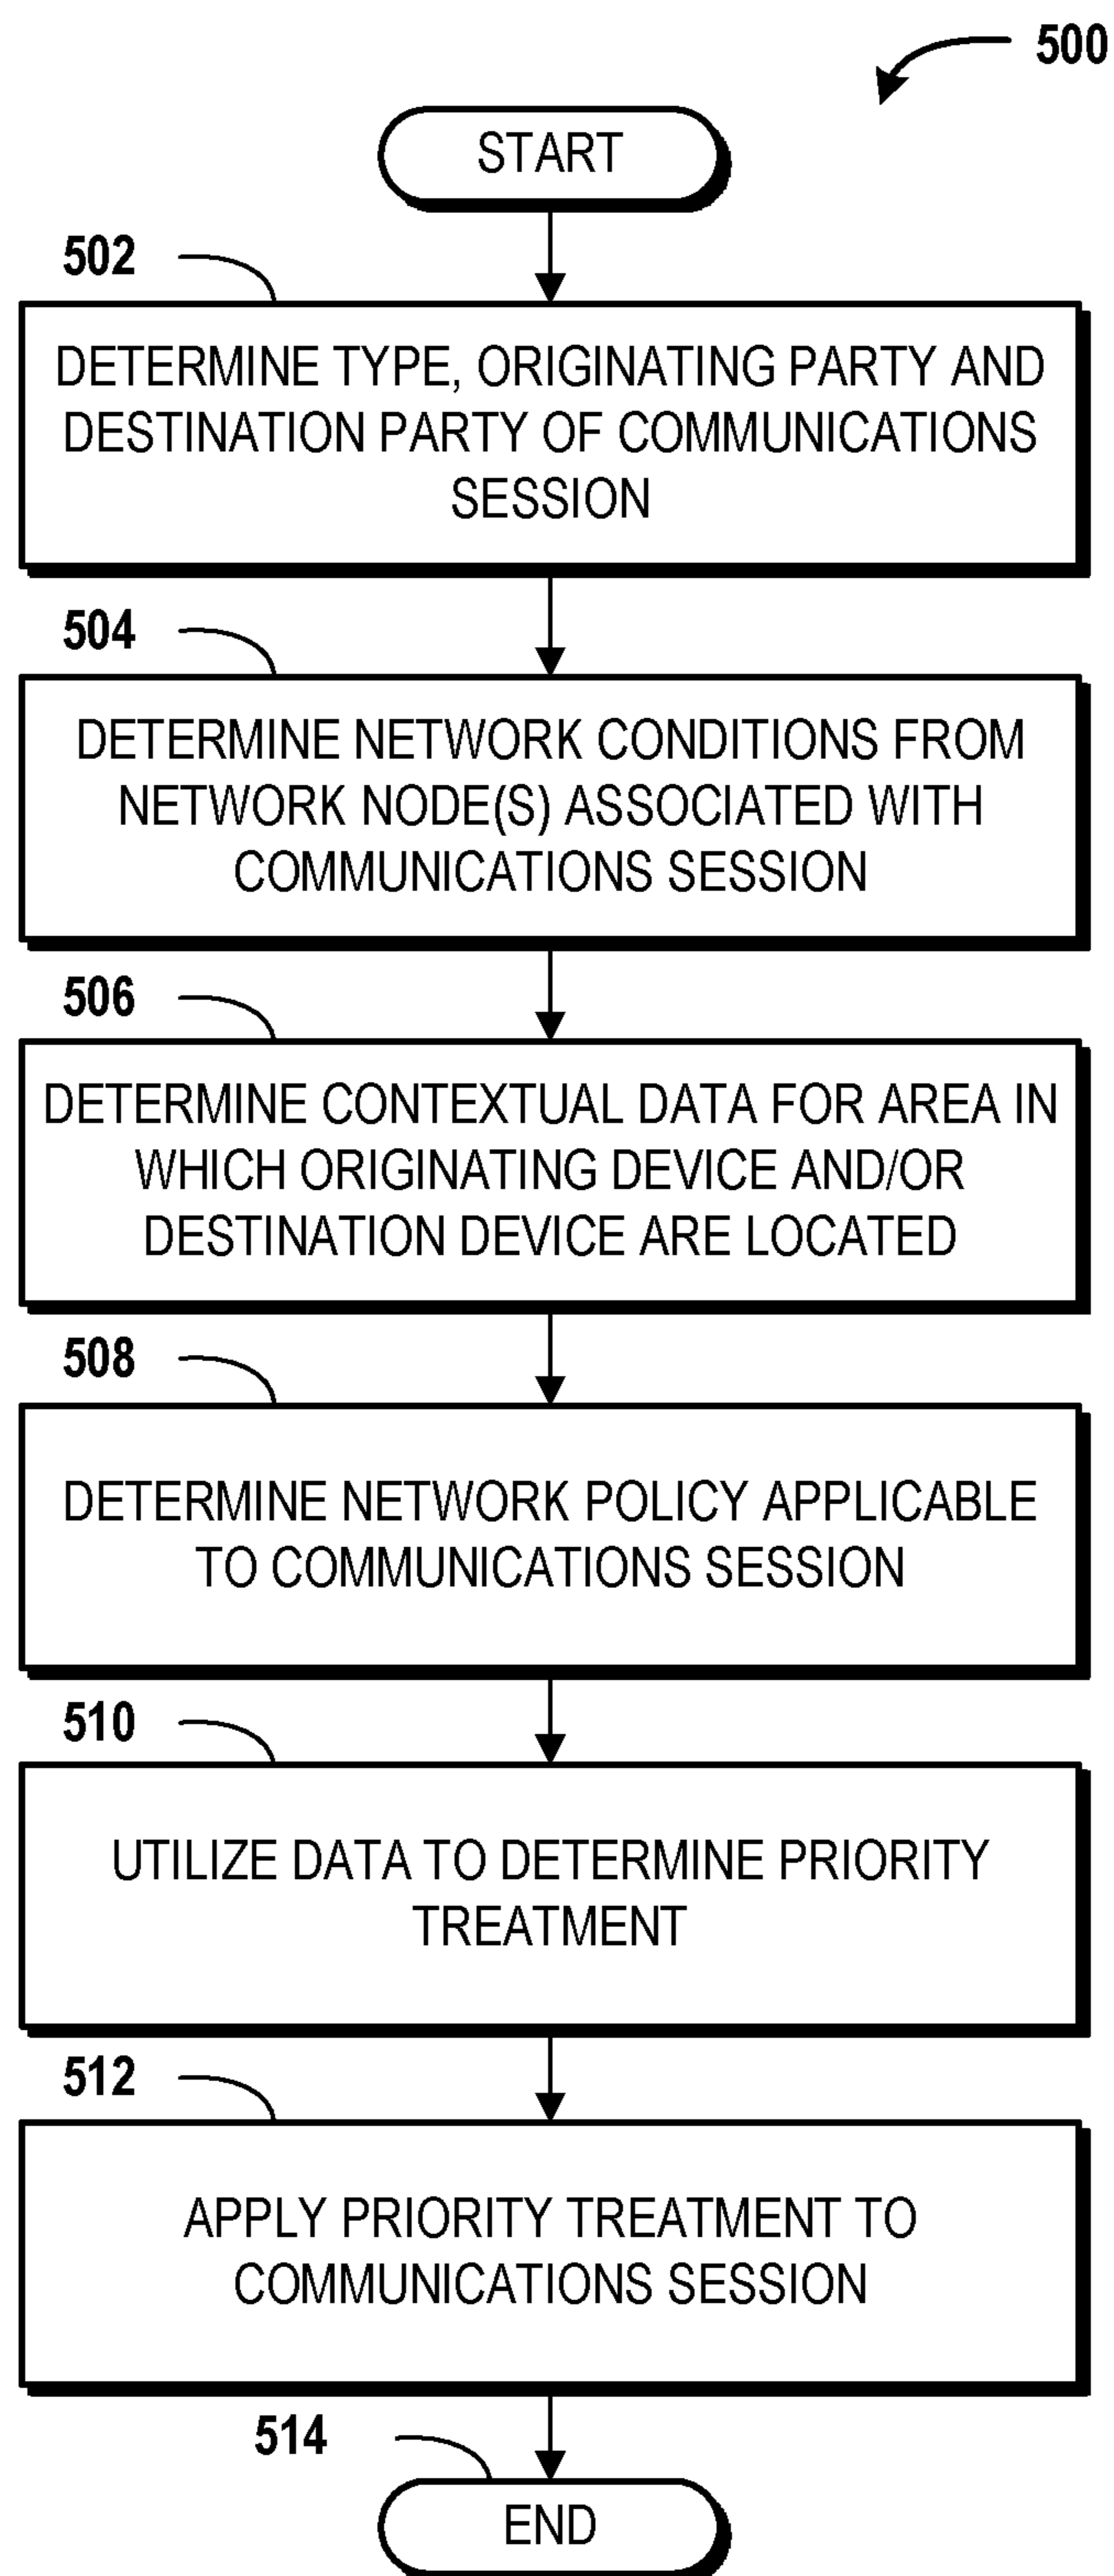 500
START
502
DETERMINE TYPE, ORIGINATING PARTY AND
DESTINATION PARTY OF COMMUNICATIONS
SESSION
504
DETERMINE NETWORK CONDITIONS FROM
NETWORK NODE(S) ASSOCIATED WITH
COMMUNICATIONS SESSION
506
DETERMINE CONTEXTUAL DATA FOR AREA IN
WHICH ORIGINATING DEVICE AND/OR
DESTINATION DEVICE ARE LOCATED
508
DETERMINE NETWORK POLICY APPLICABLE
TO COMMUNICATIONS SESSION
510
UTILIZE DATA TO DETERMINE PRIORITY
TREATMENT
512
APPLY PRIORITY TREATMENT TO
COMMUNICATIONS SESSION
514
END